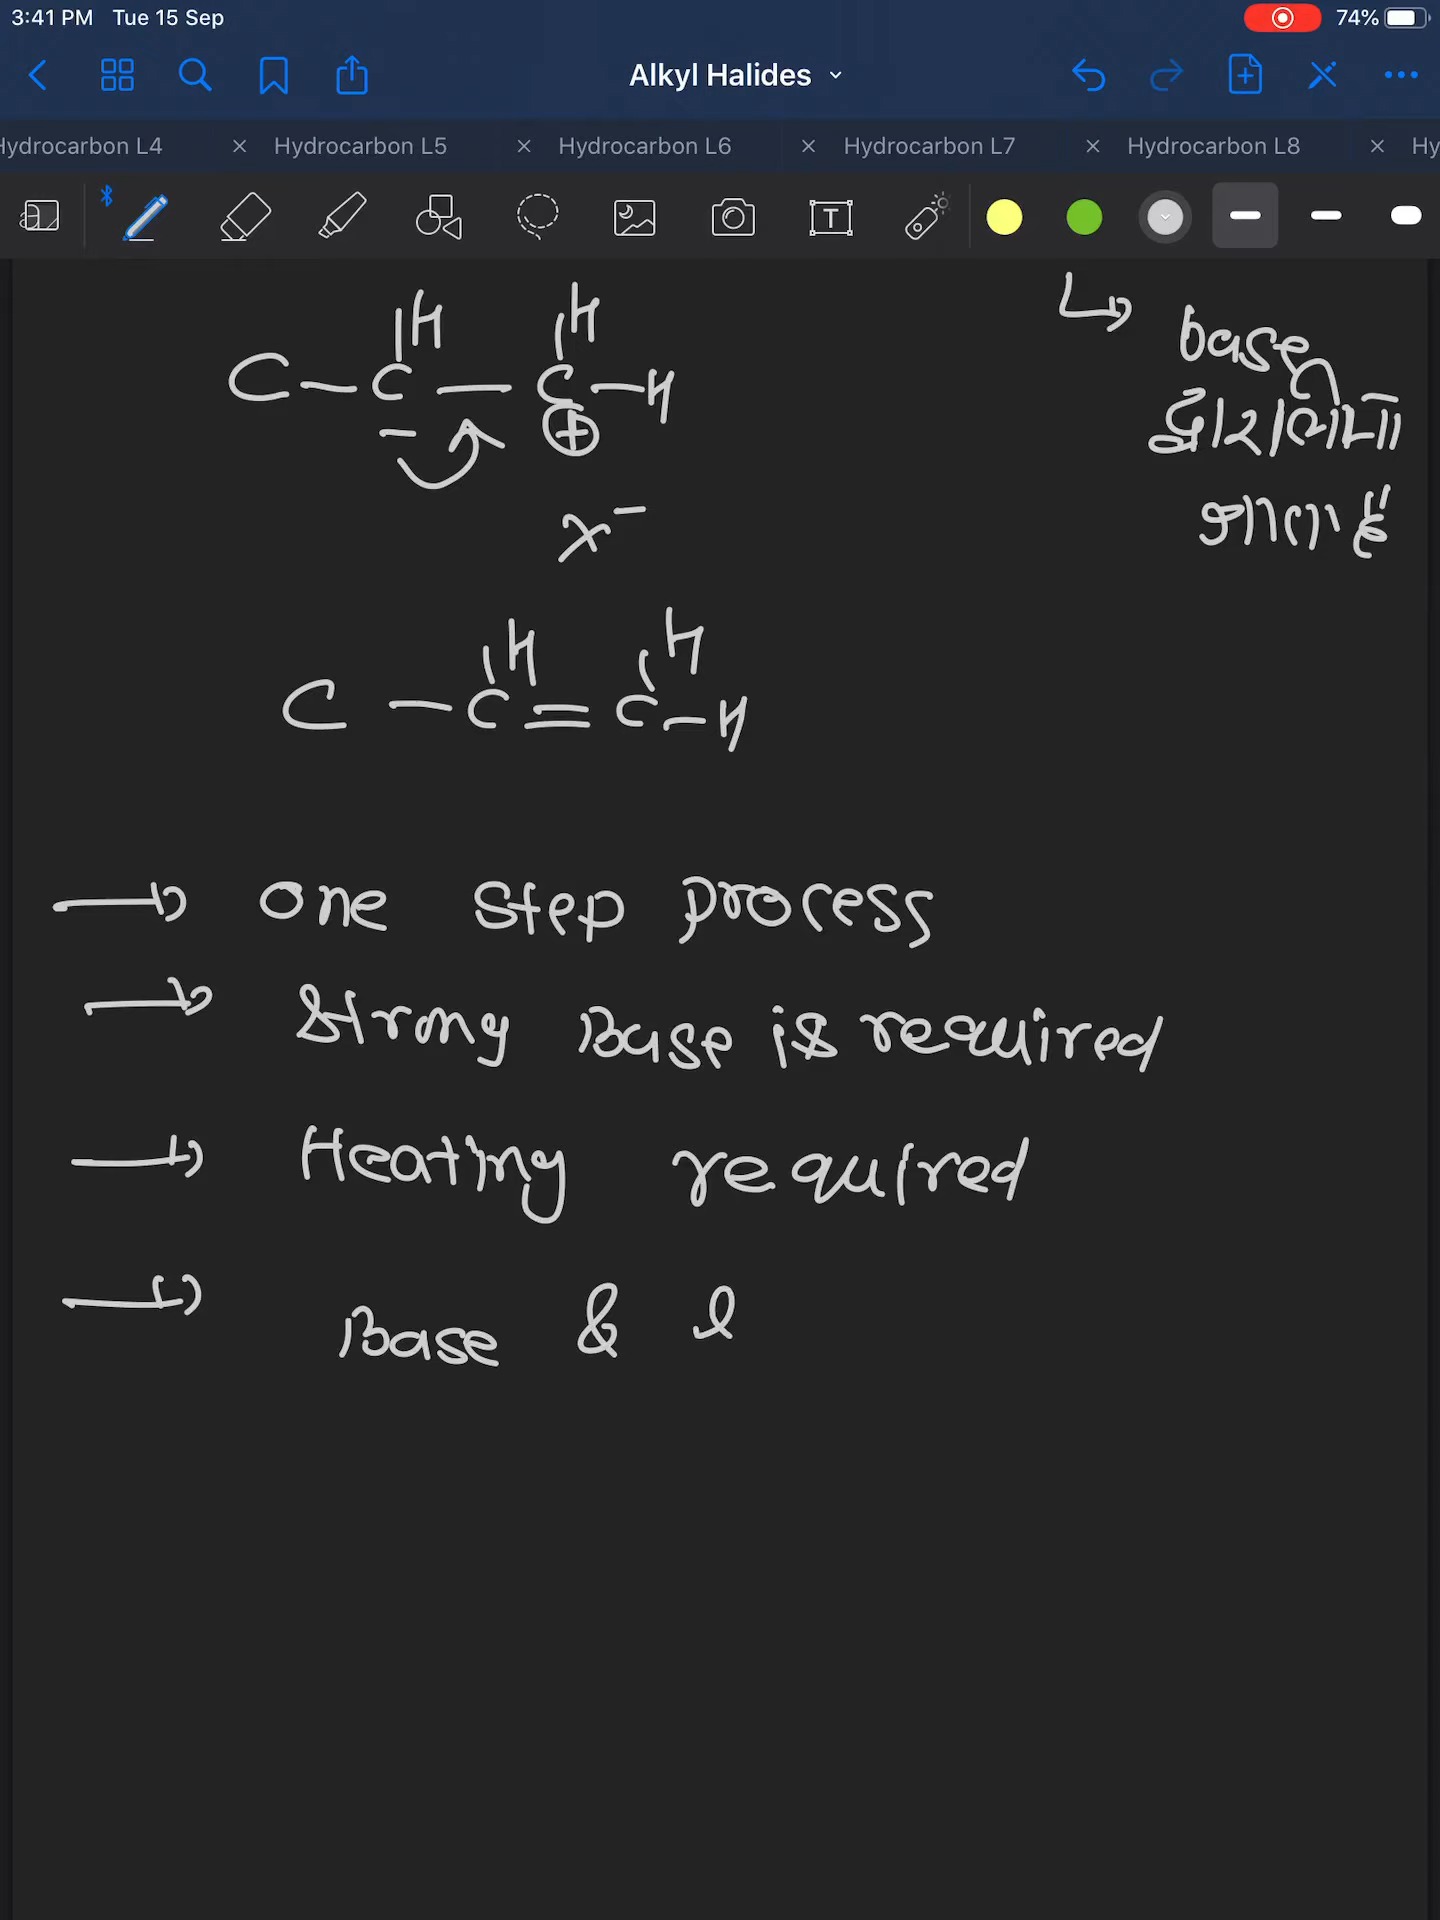 3:41 PM Tue 15 Sep 74%
Alkyl Halides
Hydrocarbon L4 × Hydrocarbon L5 × Hydrocarbon L6 × Hydrocarbon L7 × Hydrocarbon L8 × Hy
H H
C - C - C - H
- ⊕
x⁻
base
द्वारा लिया
जाता है
H H
C - C = C - H
→ One Step process
→ Strong Base is required
→ Heating required
→ Base & l